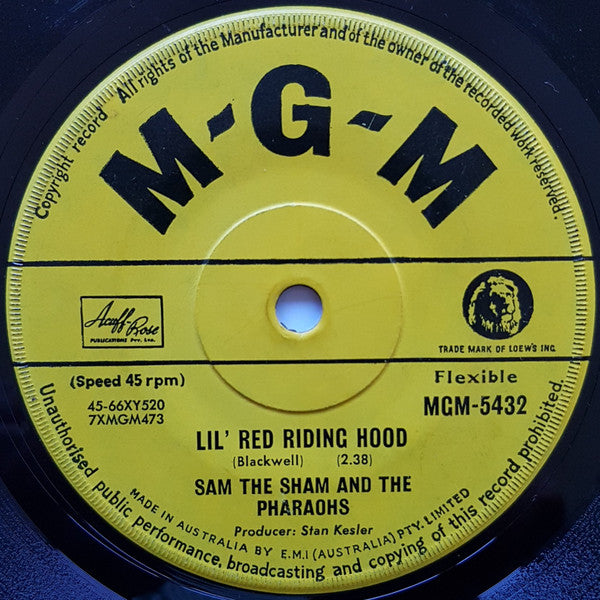 Copyright record All rights of the Manufacturer and of the owner of the recorded work reserved.
M-G-M
Acuff-Rose
PUBLICATIONS Pty. Ltd.
TRADE MARK OF LOEW'S INC.
(Speed 45 rpm)
Flexible
45-66XY520
7XMGM473
MGM-5432
LIL' RED RIDING HOOD
(Blackwell) (2.38)
SAM THE SHAM AND THE
PHARAOHS
Producer: Stan Kesler
MADE IN AUSTRALIA BY E.M.I (AUSTRALIA) PTY. LIMITED
Unauthorised public performance, broadcasting and copying of this record prohibited.